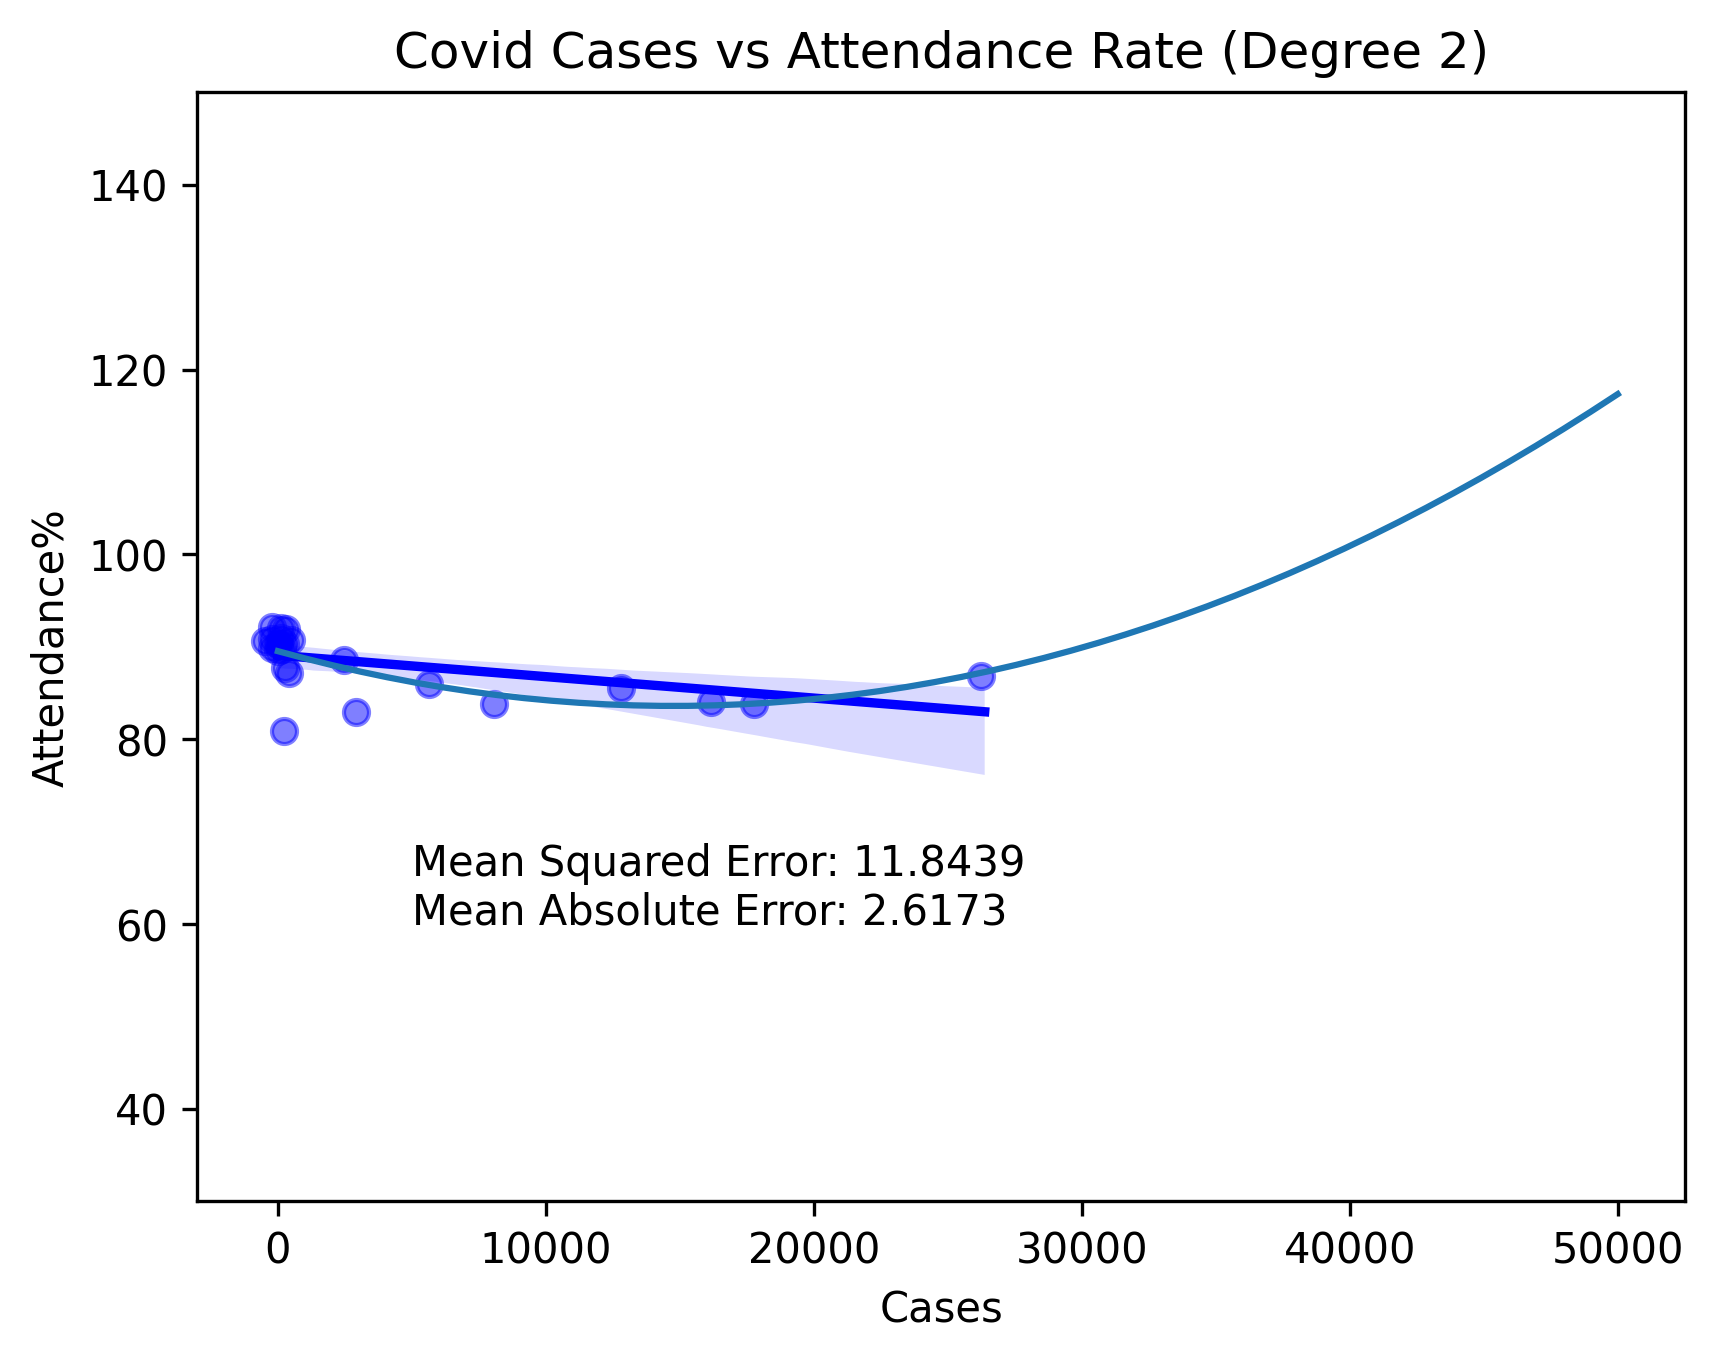 Covid Cases vs Attendance Rate (Degree 2)
140
120
100
80
60
40
Attendance%
Mean Squared Error: 11.8439
Mean Absolute Error: 2.6173
0 10000 20000 30000 40000 50000
Cases